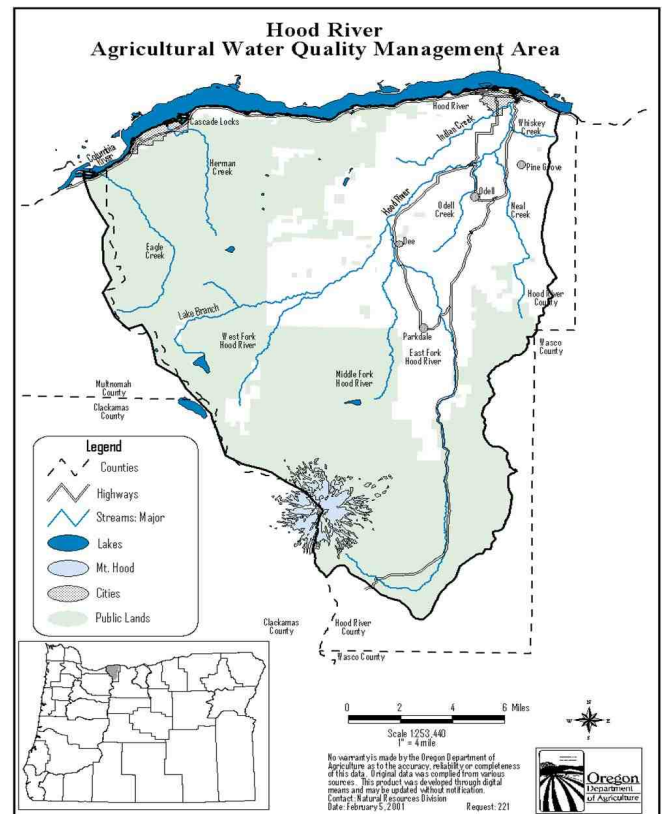 Hood River
Agricultural Water Quality Management Area
Hood River
Cascade Locks
Indian Creek
Whiskey
Creek
Columbia
River
Herman
Creek
Pine Grove
Hood River
Odell
Odell
Creek
Neal
Creek
Eagle
Creek
Dee
Lake Branch
Hood River
County
West Fork
Hood River
Parkdale
East Fork
Hood River
Wasco
County
Middle Fork
Hood River
Multnomah
County
Clackamas
County
Legend
Counties
Highways
Streams: Major
Lakes
Mt. Hood
Cities
Public Lands
Clackamas
County
Hood River
County
Wasco County
0 2 4 6 Miles
Scale 1:253,440
1" = 4 mile
N
W E
S
No warranty is made by the Oregon Department of
Agriculture as to the accuracy, reliability or completeness
of this data. Original data was compiled from various
sources. This product was developed through digital
means and may be updated without notification.
Contact: Natural Resources Division
Date: February 5, 2001 Request: 221
Oregon
Department
of Agriculture